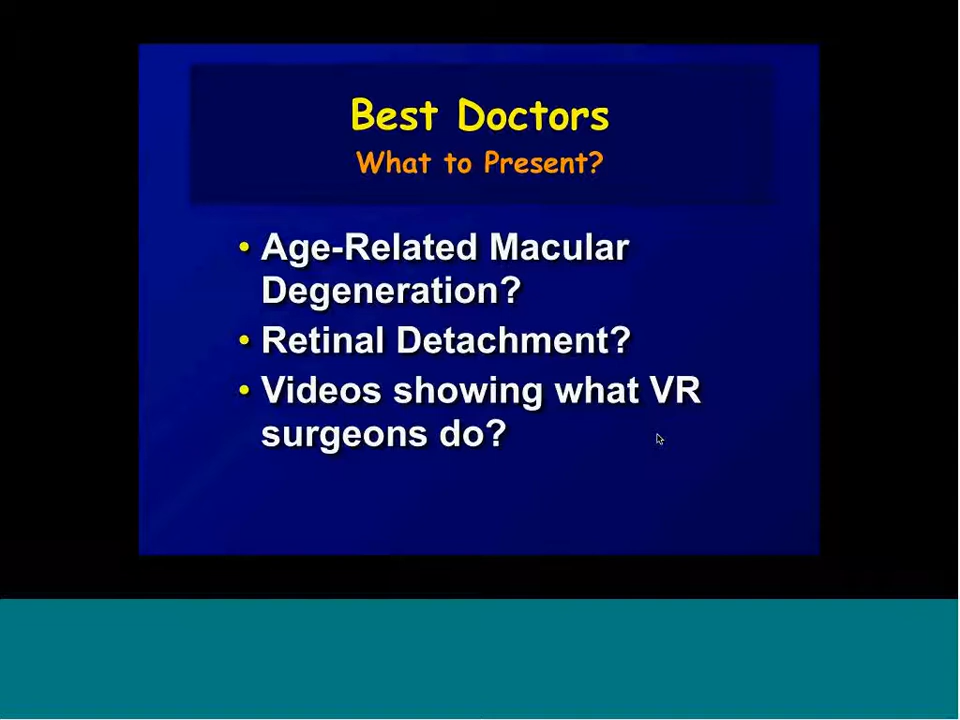 Best Doctors
What to Present?
• Age-Related Macular
Degeneration?
• Retinal Detachment?
• Videos showing what VR
surgeons do?